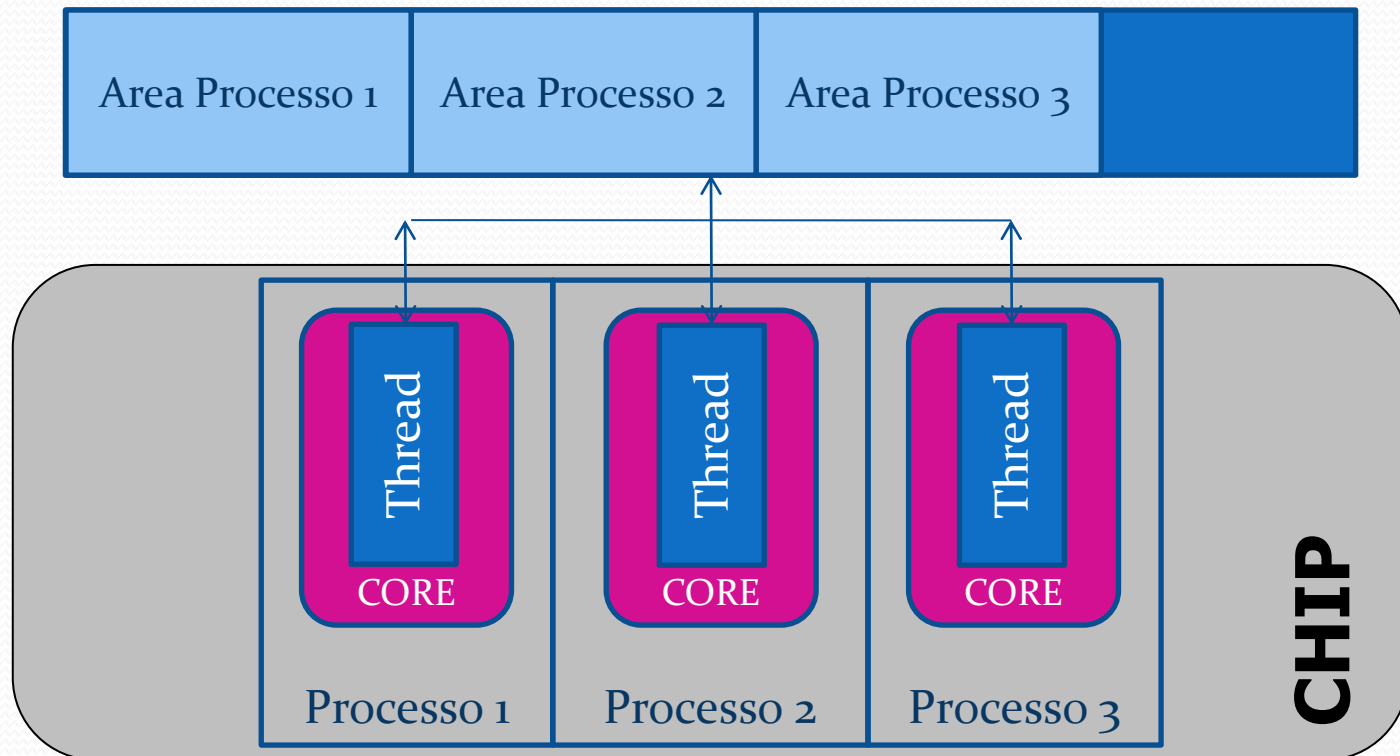 Area Processo 1
Area Processo 2
Area Processo 3
Thread
Thread
Thread
CORE
CORE
CORE
Processo 1
Processo 2
Processo 3
CHIP